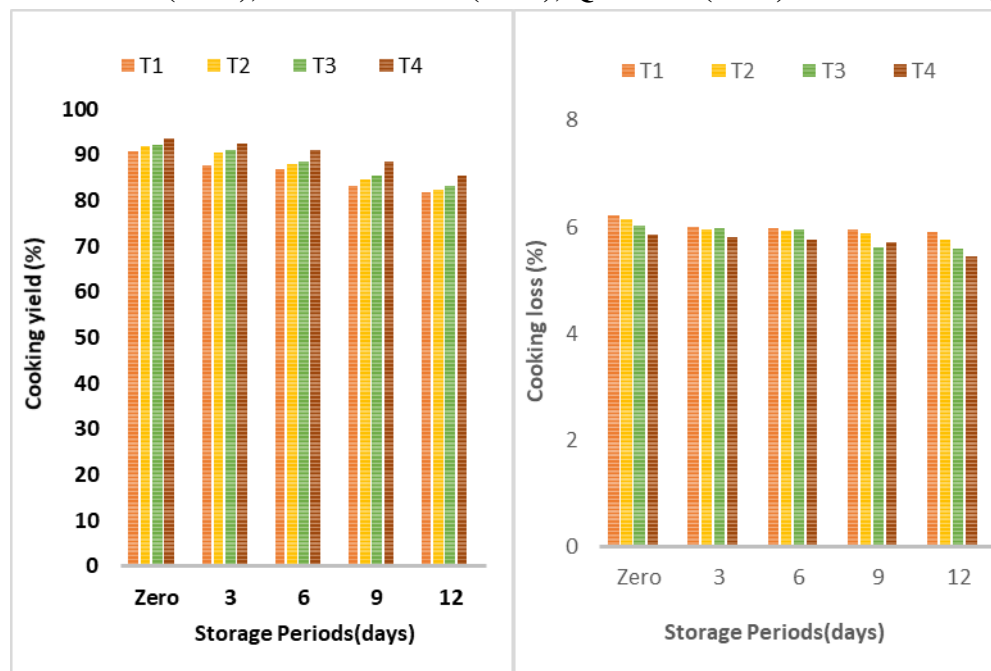 T1 T2 T3 T4
100
90
80
70
60
50
40
30
20
10
0
Cooking yield (%)
Zero 3 6 9 12
Storage Periods(days)
T1 T2 T3 T4
8
6
4
2
0
Cooking loss (%)
Zero 3 6 9 12
Storage Periods(days)